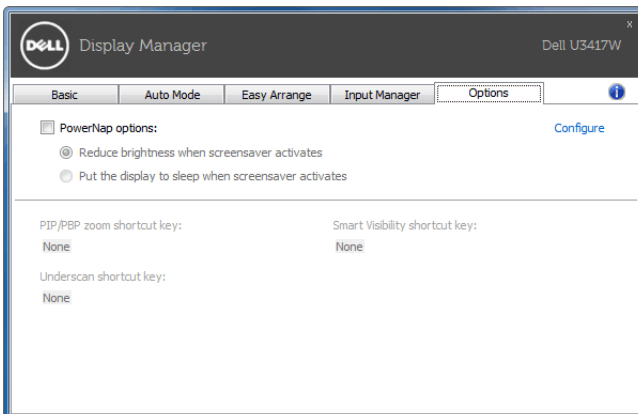 DELL Display Manager Dell U3417W
x
Basic Auto Mode Easy Arrange Input Manager Options i
PowerNap options: Configure
Reduce brightness when screensaver activates
Put the display to sleep when screensaver activates
PIP/PBP zoom shortcut key: Smart Visibility shortcut key:
None None
Underscan shortcut key:
None